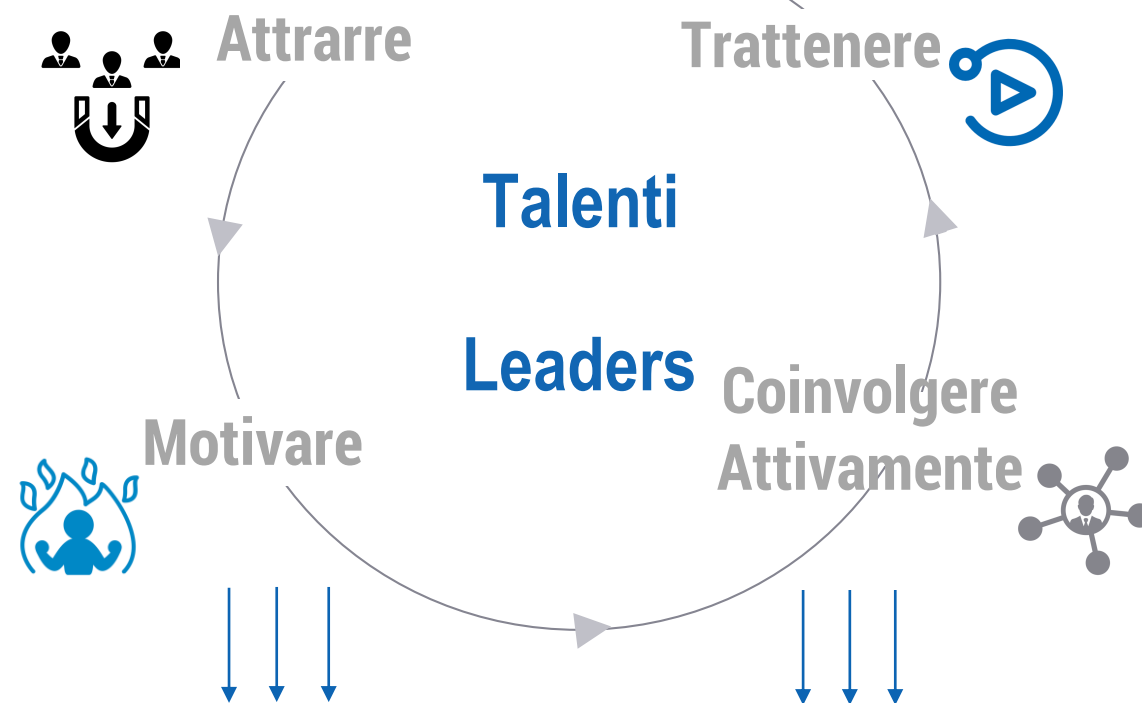 Attrarre
Trattenere
Talenti
Leaders
Motivare
Coinvolgere
Attivamente